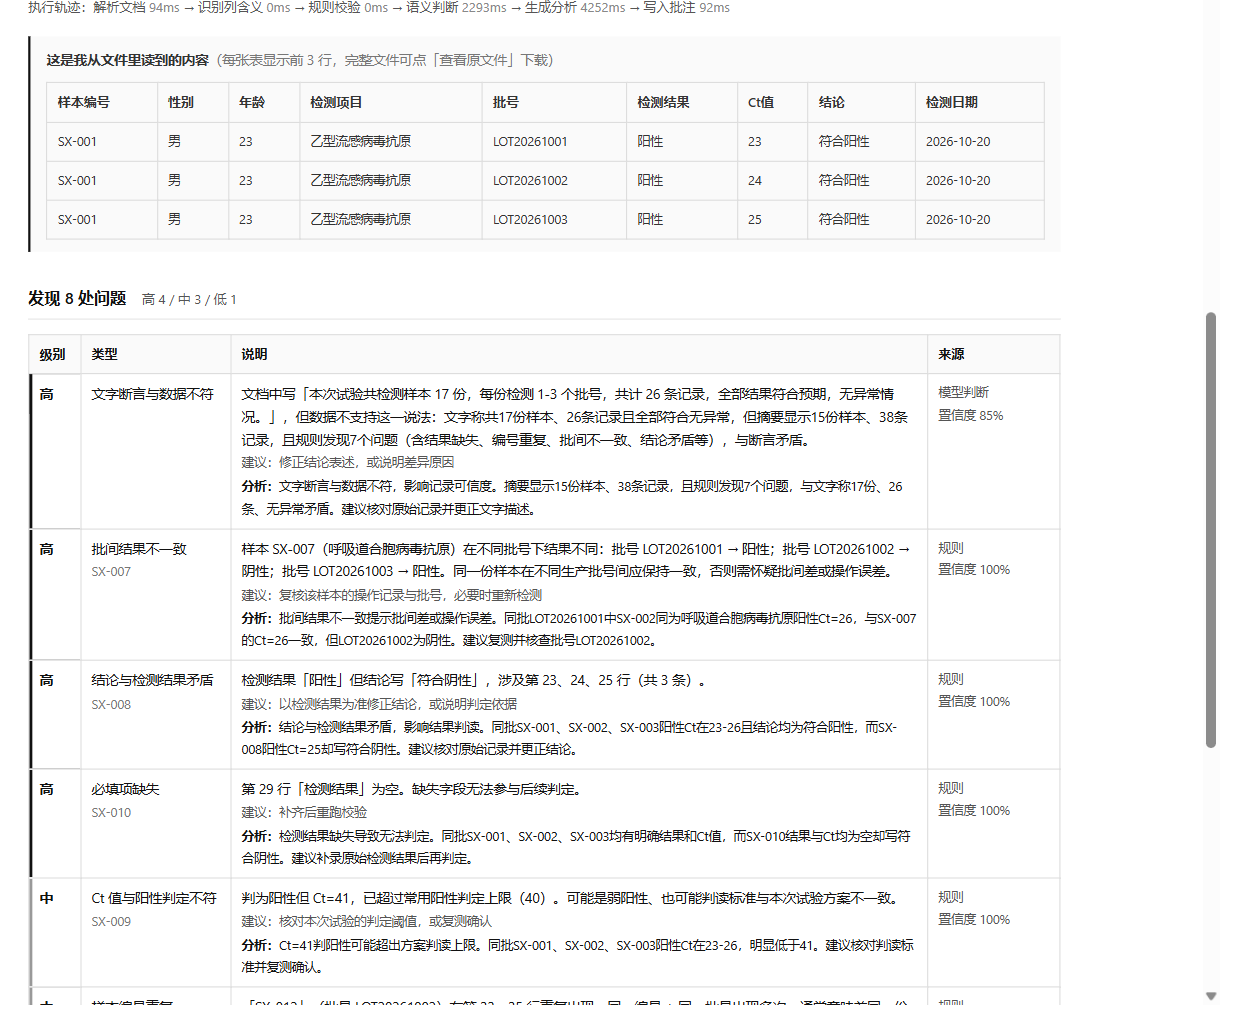 执行轨迹：解析文档 94ms → 识别列含义 0ms → 规则校验 0ms → 语义判断 2293ms → 生成分析 4252ms → 写入批注 92ms
这是我从文件里读到的内容（每张表显示前 3 行，完整文件可点「查看原文件」下载）
样本编号 性别 年龄 检测项目 批号 检测结果 Ct值 结论 检测日期
SX-001 男 23 乙型流感病毒抗原 LOT20261001 阳性 23 符合阳性 2026-10-20
SX-001 男 23 乙型流感病毒抗原 LOT20261002 阳性 24 符合阳性 2026-10-20
SX-001 男 23 乙型流感病毒抗原 LOT20261003 阳性 25 符合阳性 2026-10-20
发现 8 处问题 高 4 / 中 3 / 低 1
级别 类型 说明 来源
高 文字断言与数据不符
文档中写「本次试验共检测样本 17 份，每份检测 1-3 个批号，共计 26 条记录，全部结果符合预期，无异常情
况。」，但数据不支持这一说法：文字称共17份样本、26条记录且全部符合无异常，但摘要显示15份样本、38条
记录，且规则发现7个问题（含结果缺失、编号重复、批间不一致、结论矛盾等），与断言矛盾。
建议：修正结论表述，或说明差异原因
分析：文字断言与数据不符，影响记录可信度。摘要显示15份样本、38条记录，且规则发现7个问题，与文字称17份、26
条、无异常矛盾。建议核对原始记录并更正文字描述。
模型判断
置信度 85%
高 批间结果不一致
SX-007
样本 SX-007（呼吸道合胞病毒抗原）在不同批号下结果不同：批号 LOT20261001 → 阳性；批号 LOT20261002 →
阴性；批号 LOT20261003 → 阳性。同一份样本在不同生产批号间应保持一致，否则需怀疑批间差或操作误差。
建议：复核该样本的操作记录与批号，必要时重新检测
分析：批间结果不一致提示批间差或操作误差。同批LOT20261001中SX-002同为呼吸道合胞病毒抗原阳性Ct=26，与SX-007
的Ct=26一致，但LOT20261002为阴性。建议复测并核查批号LOT20261002。
规则
置信度 100%
高 结论与检测结果矛盾
SX-008
检测结果「阳性」但结论写「符合阴性」，涉及第 23、24、25 行（共 3 条）。
建议：以检测结果为准修正结论，或说明判定依据
分析：结论与检测结果矛盾，影响结果判读。同批SX-001、SX-002、SX-003阳性Ct在23-26且结论均为符合阳性，而SX-
008阳性Ct=25却写符合阴性。建议核对原始记录并更正结论。
规则
置信度 100%
高 必填项缺失
SX-010
第 29 行「检测结果」为空。缺失字段无法参与后续判定。
建议：补齐后重跑校验
分析：检测结果缺失导致无法判定。同批SX-001、SX-002、SX-003均有明确结果和Ct值，而SX-010结果与Ct均为空却写符
合阴性。建议补录原始检测结果后再判定。
规则
置信度 100%
中 Ct 值与阳性判定不符
SX-009
判为阳性但 Ct=41，已超过常用阳性判定上限（40）。可能是弱阳性、也可能判读标准与本次试验方案不一致。
建议：核对本次试验的判定阈值，或复测确认
分析：Ct=41判阳性可能超出方案判读上限。同批SX-001、SX-002、SX-003阳性Ct在23-26，明显低于41。建议核对判读标
准并复测确认。
规则
置信度 100%